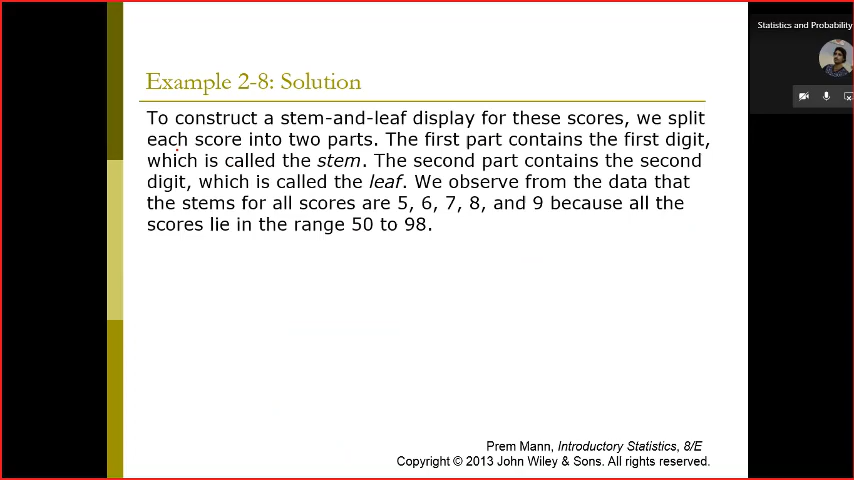 Statistics and Probability
Example 2-8: Solution
To construct a stem-and-leaf display for these scores, we split
each score into two parts. The first part contains the first digit,
which is called the stem. The second part contains the second
digit, which is called the leaf. We observe from the data that
the stems for all scores are 5, 6, 7, 8, and 9 because all the
scores lie in the range 50 to 98.
Prem Mann, Introductory Statistics, 8/E
Copyright © 2013 John Wiley & Sons. All rights reserved.